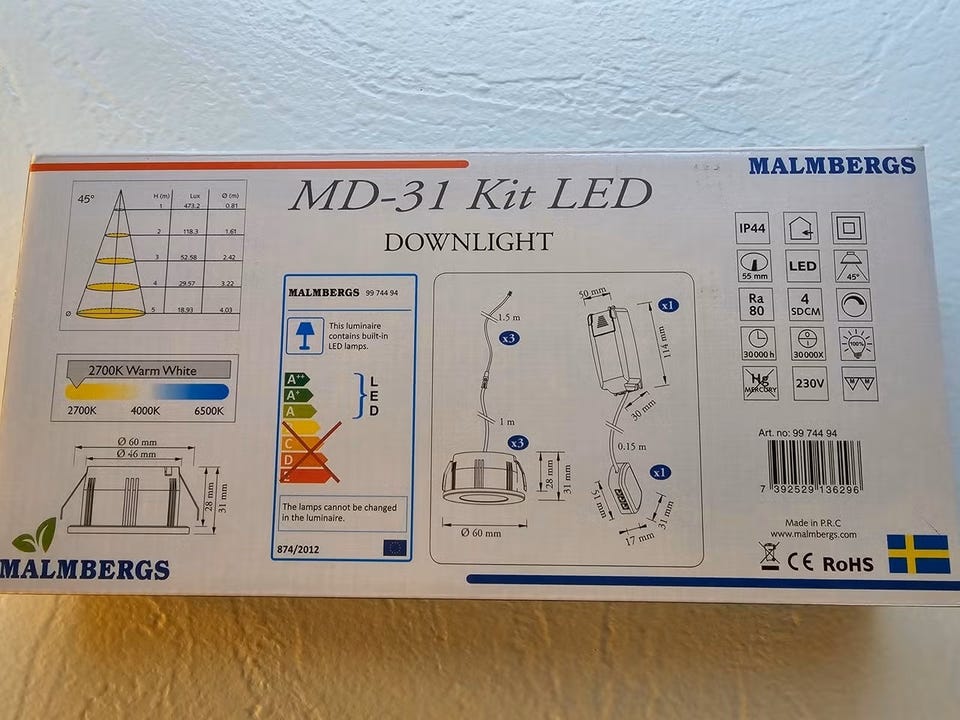 MALMBERGS
MD-31 Kit LED
DOWNLIGHT
45°
H (m) Lux Ø (m)
1 473.2 0.81
2 118.3 1.61
3 52.58 2.42
4 29.57 3.22
Ø 5 18.93 4.03
2700K Warm White
2700K 4000K 6500K
Ø 60 mm
Ø 46 mm
28 mm
31 mm
MALMBERGS
MALMBERGS 99 744 94
This luminaire
contains built-in
LED lamps.
A++
A+
A
C
D
E
L
E
D
The lamps cannot be changed
in the luminaire.
874/2012
1.5 m
x3
1 m
x3
28 mm
31 mm
Ø 60 mm
50 mm
x1
114 mm
30 mm
0.15 m
x1
51 mm
31 mm
17 mm
IP44
55 mm
LED
45°
Ra
80
4
SDCM
30000h
30000X
100%
Hg
MERCURY
230V
M M
Art. no: 99 744 94
7 392529 136296
Made in P.R.C
www.malmbergs.com
CE RoHS